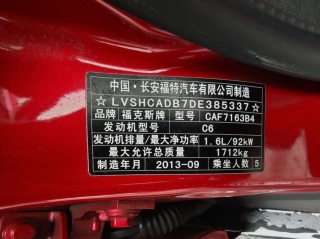 中国·长安福特汽车有限公司制造
☆LVSHCADB7DE385337☆
品牌 福克斯牌 型号 CAF7163B4
发动机型号 C6
发动机排量/最大净功率 1.6L/92kW
最大允许总质量 1712kg
制造年月 2013-09 乘坐人数 5